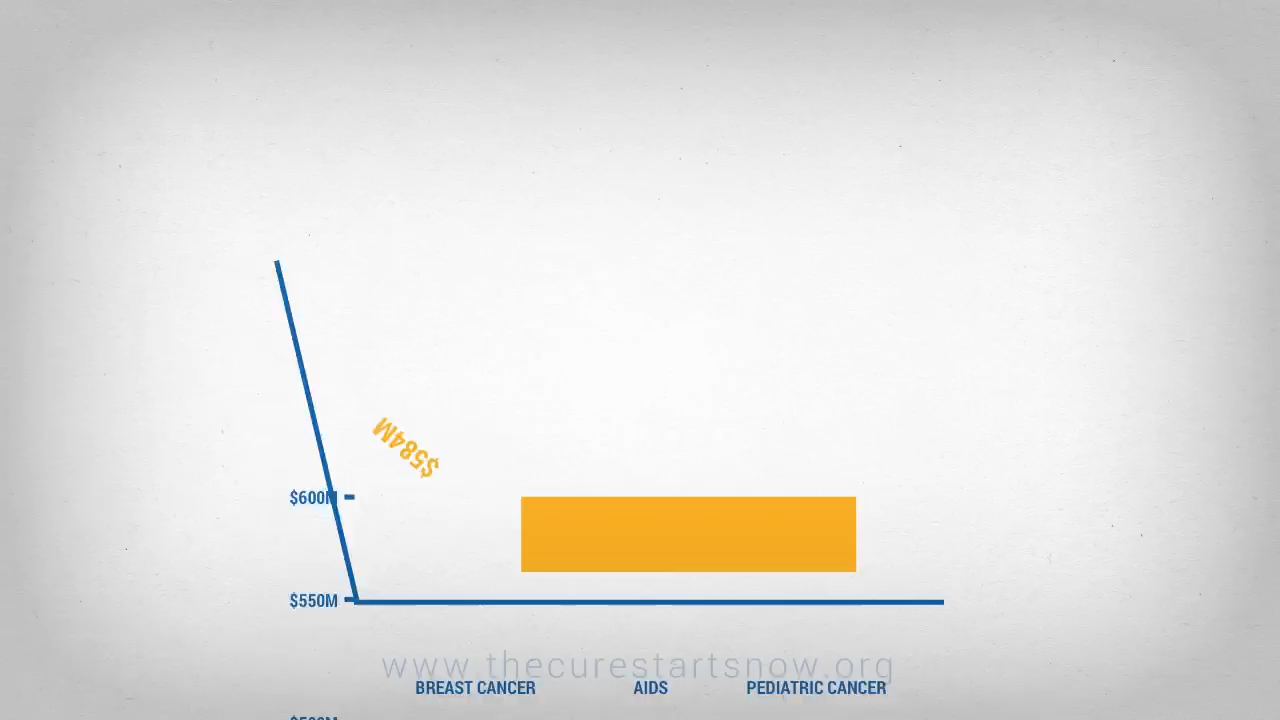 $584M
$600M
$550M
www.thecurestartsnow.org
BREAST CANCER AIDS PEDIATRIC CANCER